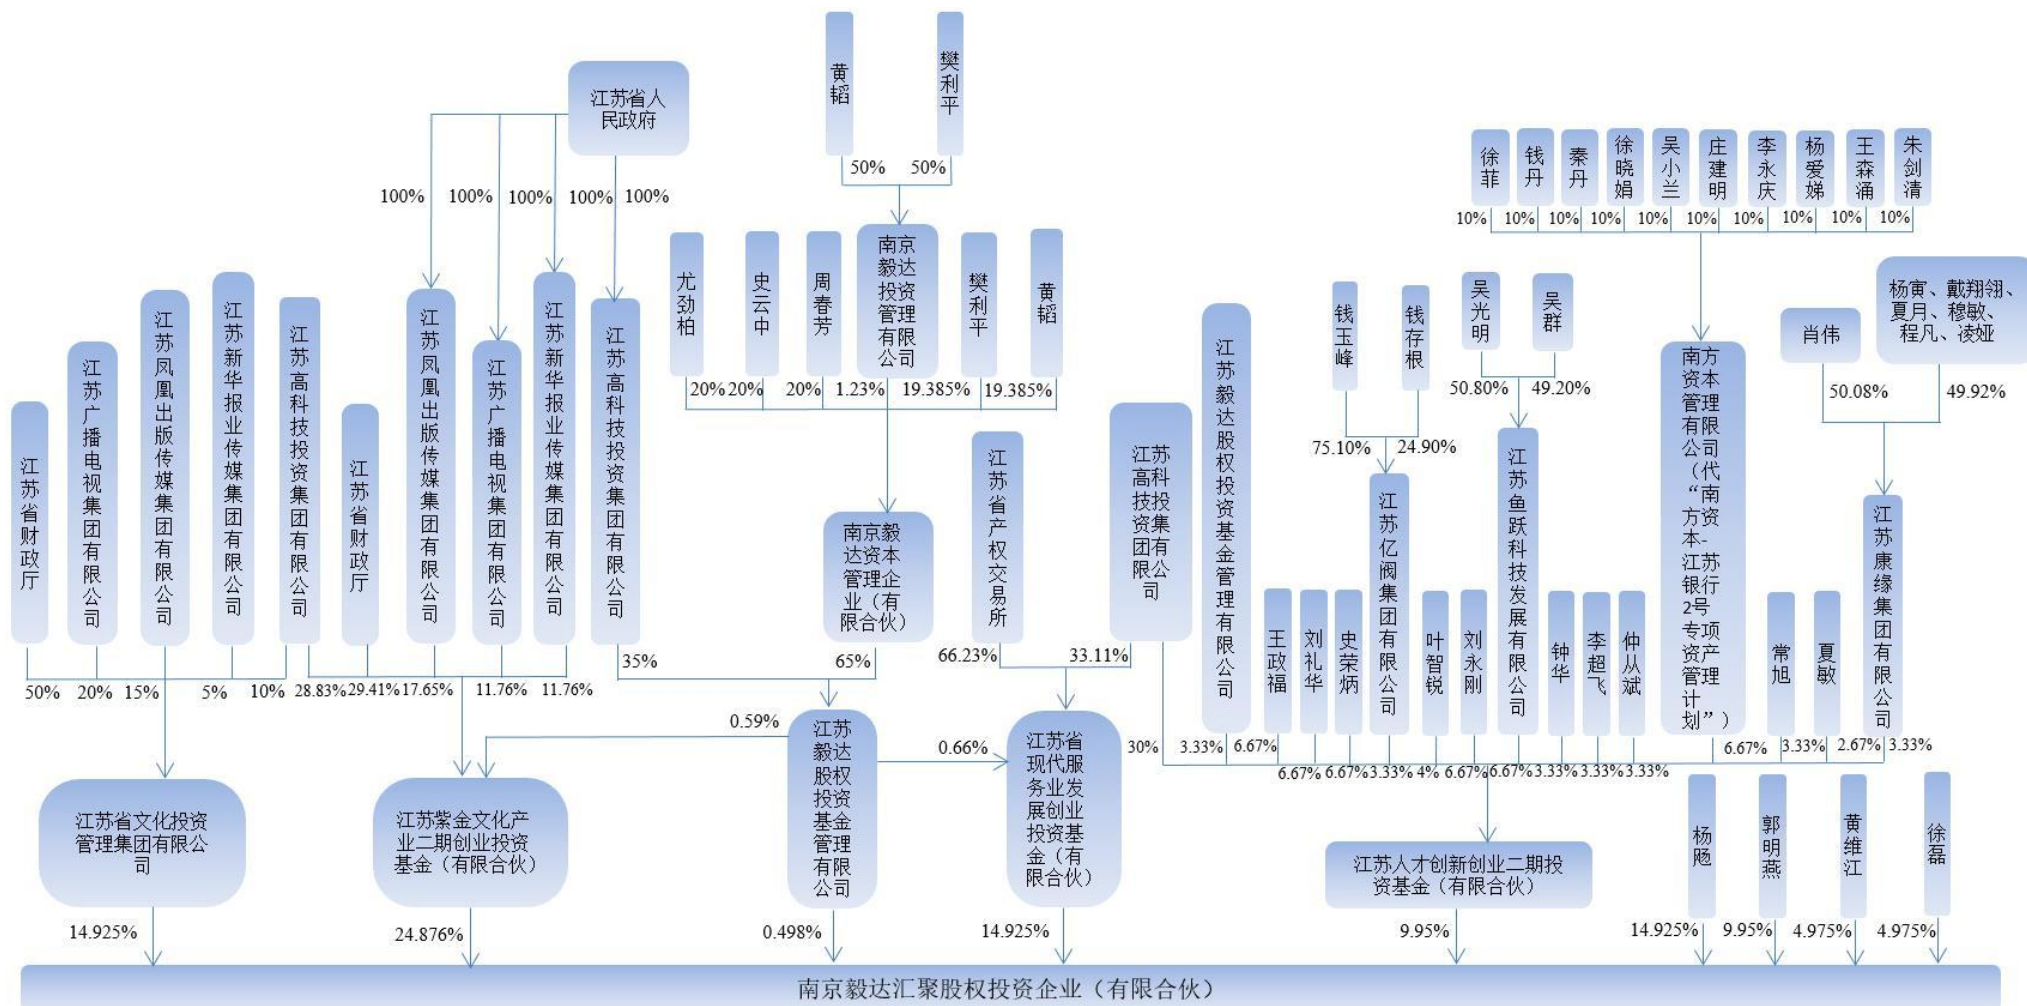 黄韬
樊利平
江苏省人
民政府
50%
50%
100%
100%
100%
100%
100%
徐菲
钱丹
秦丹
徐晓娟
吴小兰
庄建明
李永庆
杨爱娣
王森涌
朱剑清
10%
10%
10%
10%
10%
10%
10%
10%
10%
10%
尤劲柏
史云中
周春芳
南京
毅达
投资
管理
有限
公司
樊利平
黄韬
20%
20%
20%
1.23%
19.385%
19.385%
钱玉峰
钱存根
75.10%
24.90%
吴光明
吴群
50.80%
49.20%
肖伟
杨寅、戴翔翎、
夏月、穆敏、
程凡、凌娅
50.08%
49.92%
江苏省财政厅
江苏广播电视集团有限公司
江苏凤凰出版传媒集团有限公司
江苏新华报业传媒集团有限公司
江苏高科技投资集团有限公司
江苏省财政厅
江苏凤凰出版传媒集团有限公司
江苏广播电视集团有限公司
江苏新华报业传媒集团有限公司
江苏高科技投资集团有限公司
南京毅
达资本
管理企
业（有
限合伙）
江苏省产权交易所
江苏
高科
技投
资集
团有
限公
司
江苏毅达股权投资基金管理有限公司
王政福
刘礼华
史荣炳
江苏亿阀集团有限公司
叶智锐
刘永刚
江苏鱼跃科技发展有限公司
钟华
李超飞
仲从斌
南方
资本
管理
有限
公司
（代
“南
方资
本-
江苏
银行
2号
专项
资产
管理
计
划”）
常旭
夏敏
江苏康缘集团有限公司
50%
20%
15%
5%
10%
28.83%
29.41%
17.65%
11.76%
11.76%
35%
65%
66.23%
33.11%
0.59%
0.66%
30%
3.33%
6.67%
6.67%
6.67%
3.33%
4%
6.67%
6.67%
3.33%
3.33%
3.33%
6.67%
3.33%
2.67%
3.33%
江苏省文化投资
管理集团有限公
司
江苏紫金文化产
业二期创业投资
基金（有限合伙）
江苏
毅达
股权
投资
基金
管理
有限
公司
江苏省
现代服
务业发
展创业
投资基
金（有
限合伙）
江苏人才创新创业二期投
资基金（有限合伙）
杨飏
郭明燕
黄维江
徐磊
14.925%
24.876%
0.498%
14.925%
9.95%
14.925%
9.95%
4.975%
4.975%
南京毅达汇聚股权投资企业（有限合伙）